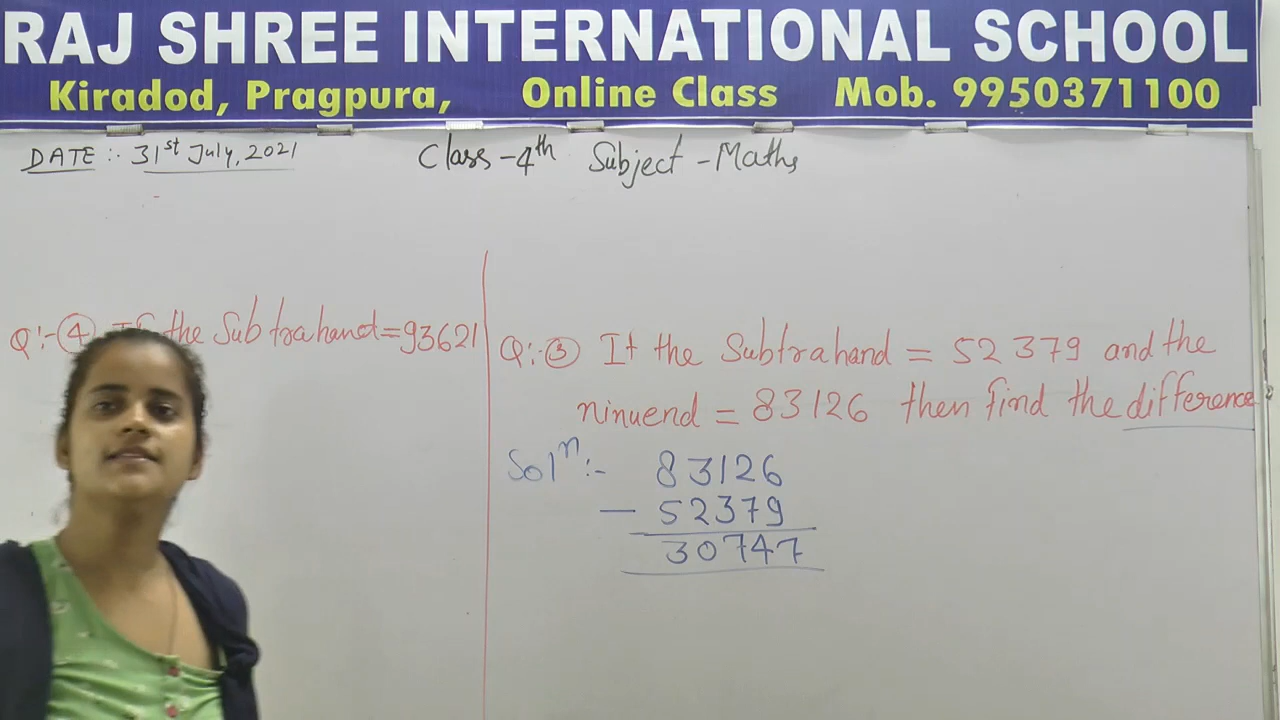 RAJ SHREE INTERNATIONAL SCHOOL
Kiradod, Pragpura, Online Class Mob. 9950371100
DATE :- 31st July, 2021 Class - 4th Subject - Maths
Q:- ④ If the Subtrahand = 93621
Q:- ③ If the Subtrahand = 52379 and the
ninuend = 83126 then find the difference
Solⁿ:- 83126
- 52379
30747